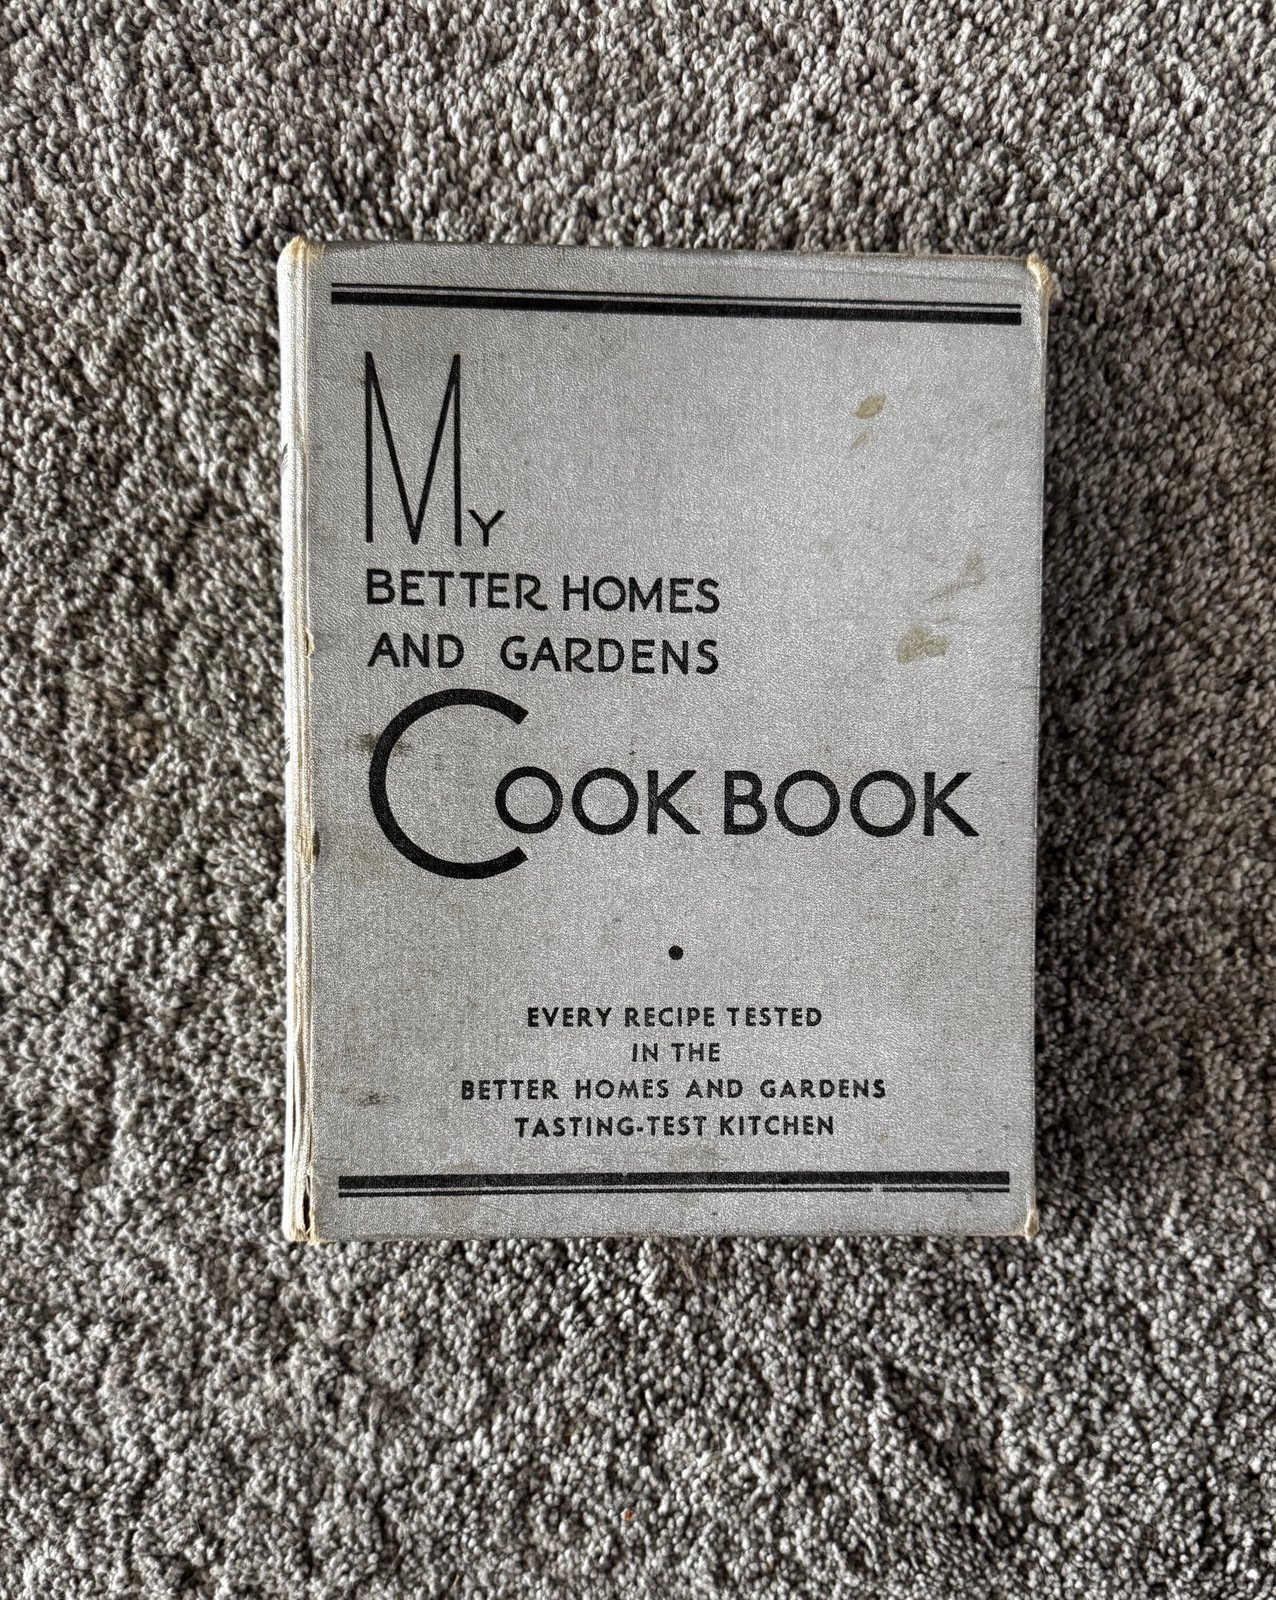 MY
BETTER HOMES
AND GARDENS
COOK BOOK
EVERY RECIPE TESTED
IN THE
BETTER HOMES AND GARDENS
TASTING-TEST KITCHEN